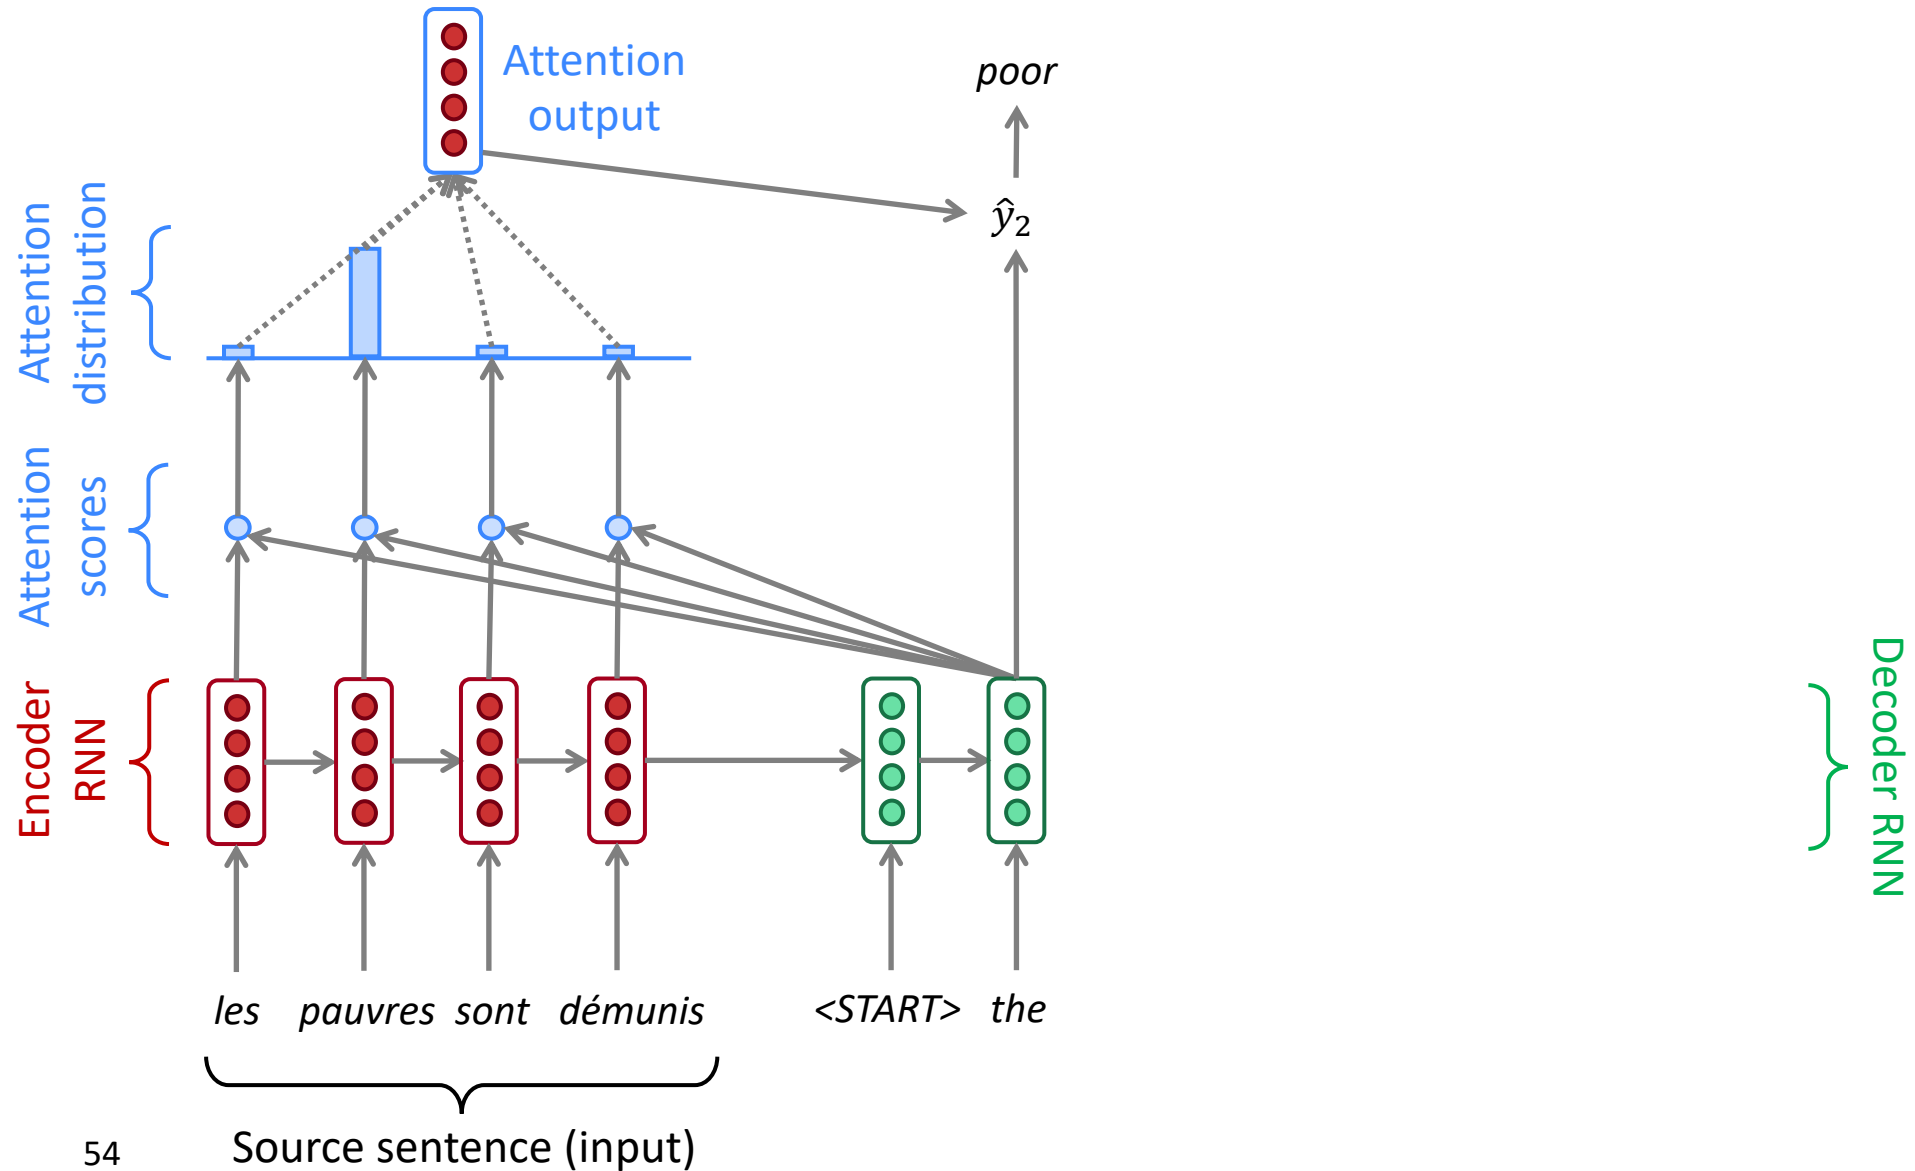 Attention
output
poor
ŷ₂
Attention
distribution
Attention
scores
Encoder
RNN
Decoder RNN
les pauvres sont démunis <START> the
Source sentence (input)
54